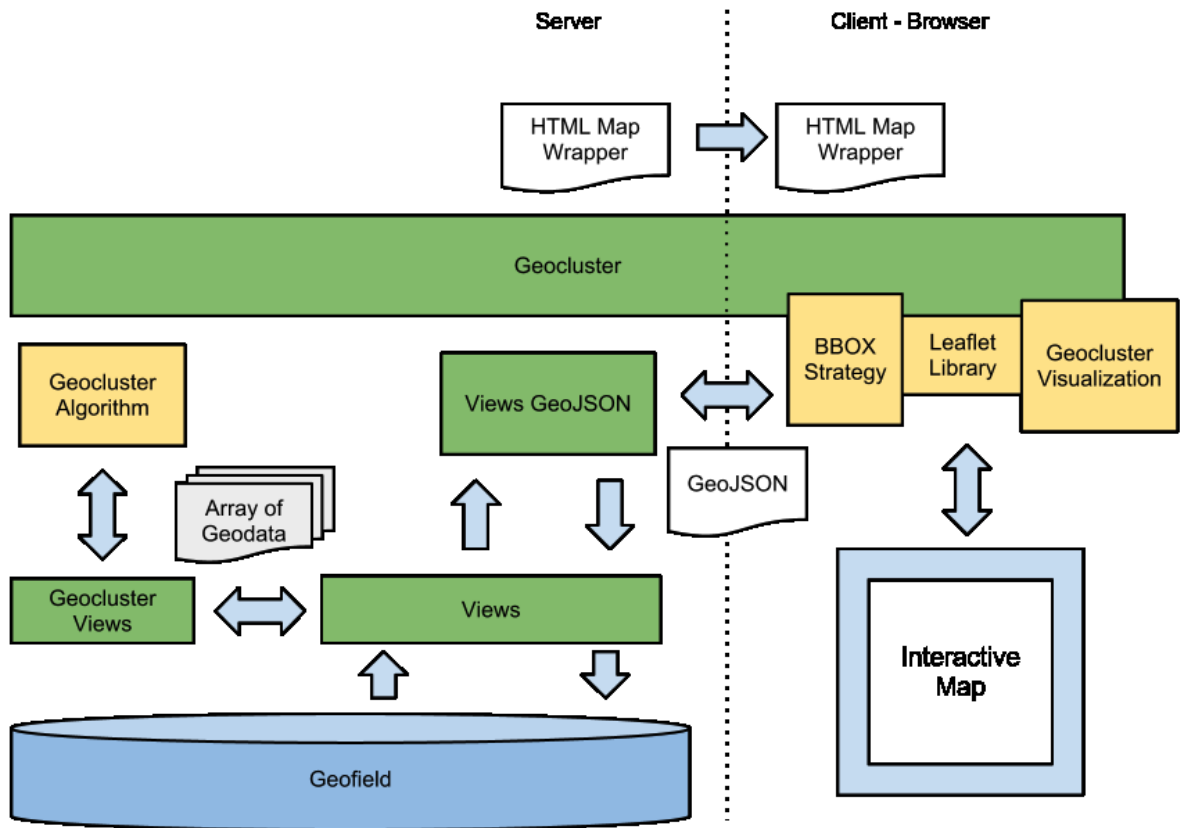 Server
Client - Browser
HTML Map
Wrapper
HTML Map
Wrapper
Geocluster
Geocluster
Algorithm
Views GeoJSON
BBOX
Strategy
Leaflet
Library
Geocluster
Visualization
Array of
Geodata
GeoJSON
Geocluster
Views
Views
Interactive
Map
Geofield